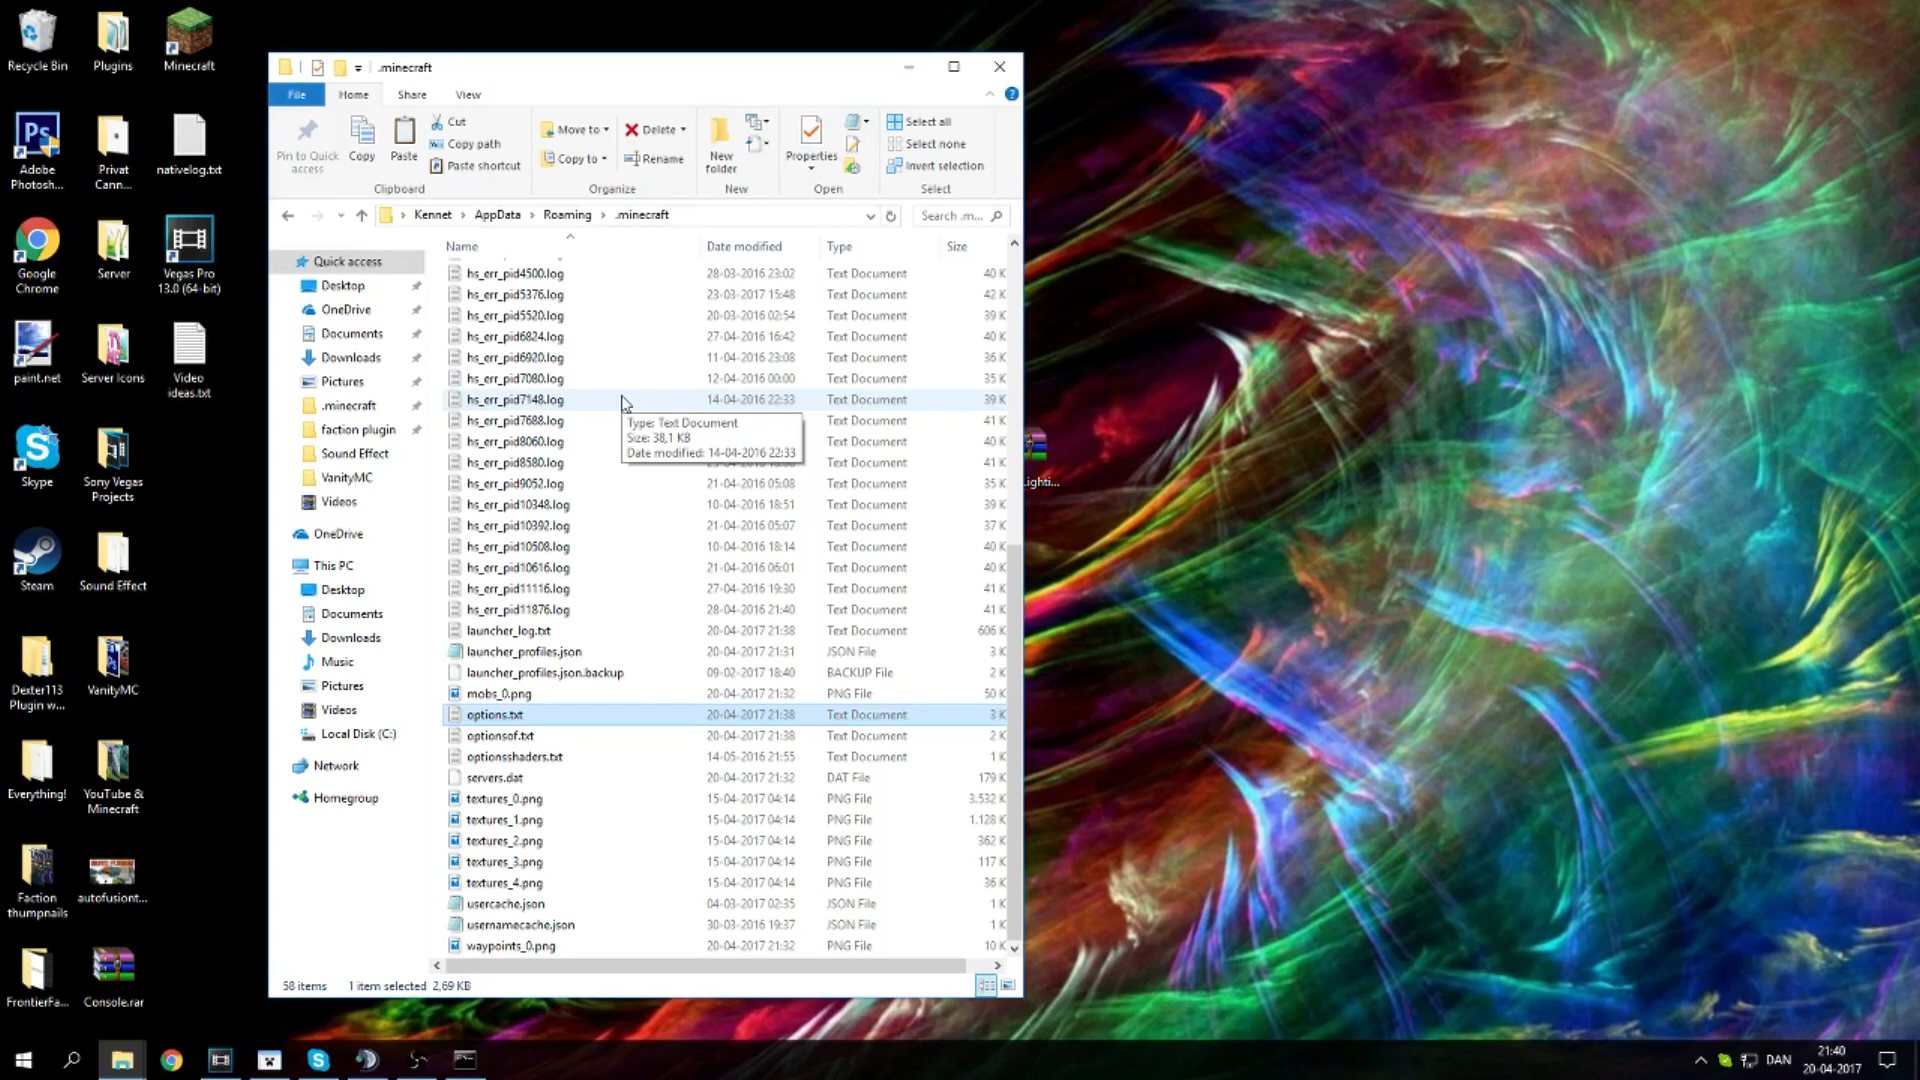 Recycle Bin
Plugins
Minecraft
Adobe Photosh...
Privat Cann...
nativelog.txt
Google Chrome
Server
Vegas Pro 13.0 (64-bit)
paint.net
Server Icons
Video ideas.txt
Skype
Sony Vegas Projects
Steam
Sound Effect
Dexter113 Plugin w...
VanityMC
Everything!
YouTube & Minecraft
Faction thumpnails
autofusiont...
FrontierFa...
Console.rar
.minecraft
File Home Share View
Pin to Quick access
Copy
Paste
Cut
Copy path
Paste shortcut
Clipboard
Move to
Copy to
Delete
Rename
Organize
New folder
New
Properties
Open
Select all
Select none
Invert selection
Select
Kennet > AppData > Roaming > .minecraft
Search .m...
Quick access
Desktop
OneDrive
Documents
Downloads
Pictures
.minecraft
faction plugin
Sound Effect
VanityMC
Videos
OneDrive
This PC
Desktop
Documents
Downloads
Music
Pictures
Videos
Local Disk (C:)
Network
Homegroup
Name Date modified Type Size
hs_err_pid4500.log 28-03-2016 23:02 Text Document 40 K
hs_err_pid5376.log 23-03-2017 15:48 Text Document 42 K
hs_err_pid5520.log 20-03-2016 02:54 Text Document 39 K
hs_err_pid6824.log 27-04-2016 16:42 Text Document 40 K
hs_err_pid6920.log 11-04-2016 23:08 Text Document 36 K
hs_err_pid7080.log 12-04-2016 00:00 Text Document 35 K
hs_err_pid7148.log 14-04-2016 22:33 Text Document 39 K
hs_err_pid7688.log Text Document 41 K
hs_err_pid8060.log Text Document 40 K
hs_err_pid8580.log Text Document 41 K
hs_err_pid9052.log 21-04-2016 05:08 Text Document 35 K
hs_err_pid10348.log 10-04-2016 18:51 Text Document 39 K
hs_err_pid10392.log 21-04-2016 05:07 Text Document 37 K
hs_err_pid10508.log 10-04-2016 18:14 Text Document 40 K
hs_err_pid10616.log 21-04-2016 06:01 Text Document 40 K
hs_err_pid11116.log 27-04-2016 19:30 Text Document 41 K
hs_err_pid11876.log 28-04-2016 21:40 Text Document 41 K
launcher_log.txt 20-04-2017 21:38 Text Document 606 K
launcher_profiles.json 20-04-2017 21:31 JSON File 3 K
launcher_profiles.json.backup 09-02-2017 18:40 BACKUP File 2 K
mobs_0.png 20-04-2017 21:32 PNG File 50 K
options.txt 20-04-2017 21:38 Text Document 3 K
optionsof.txt 20-04-2017 21:38 Text Document 2 K
optionsshaders.txt 14-05-2016 21:55 Text Document 1 K
servers.dat 20-04-2017 21:32 DAT File 179 K
textures_0.png 15-04-2017 04:14 PNG File 3.532 K
textures_1.png 15-04-2017 04:14 PNG File 1.128 K
textures_2.png 15-04-2017 04:14 PNG File 362 K
textures_3.png 15-04-2017 04:14 PNG File 117 K
textures_4.png 15-04-2017 04:14 PNG File 36 K
usercache.json 04-03-2017 02:35 JSON File 1 K
usernamecache.json 30-03-2016 19:37 JSON File 1 K
waypoints_0.png 20-04-2017 21:32 PNG File 10 K
Type: Text Document
Size: 38,1 KB
Date modified: 14-04-2016 22:33
58 items 1 item selected 2,69 KB
DAN
21:40
20-04-2017